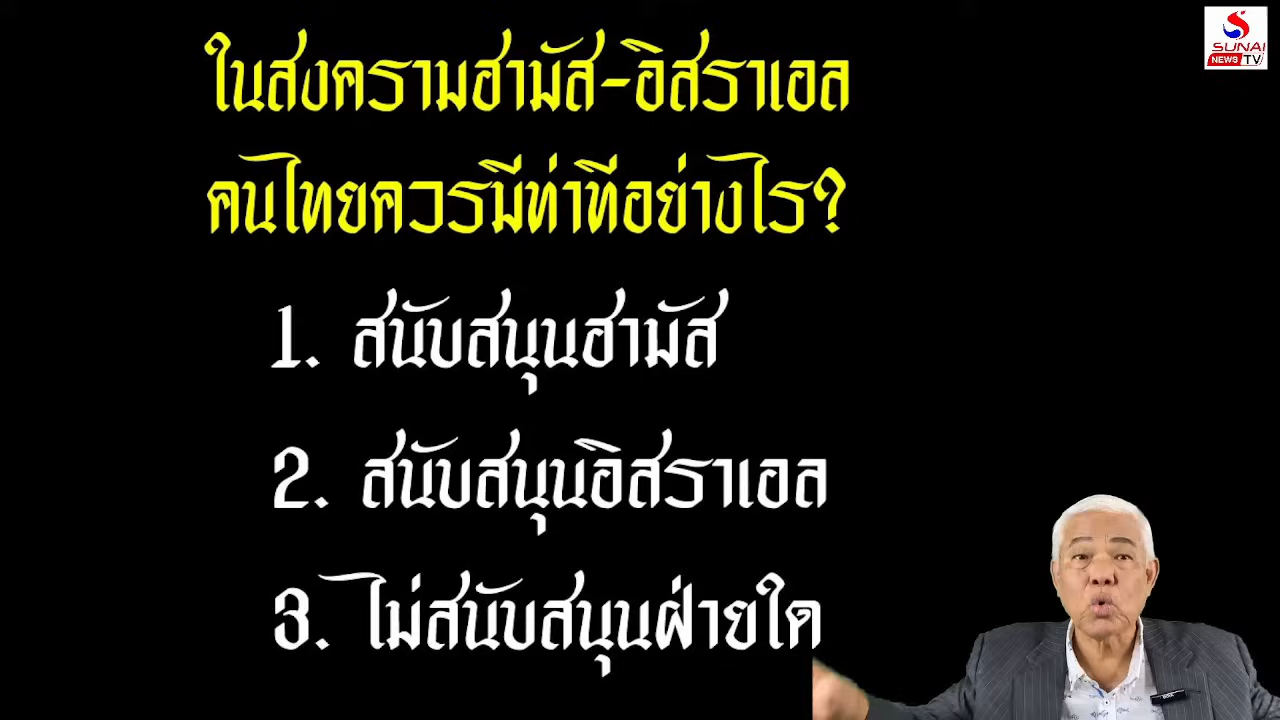 ในสงครามฮามัส-อิสราเอล
คนไทยควรมีท่าทีอย่างไร?
1. สนับสนุนฮามัส
2. สนับสนุนอิสราเอล
3. ไม่สนับสนุนฝ่ายใด
SUNAI
NEWS TV